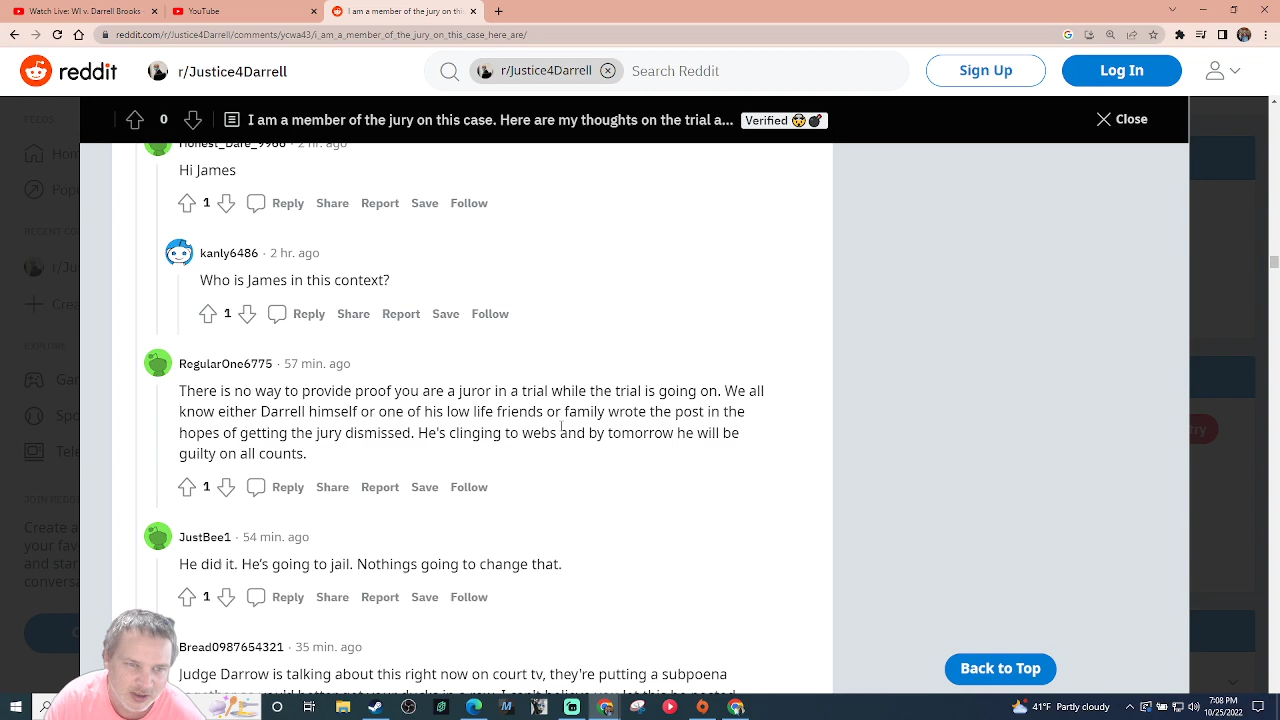 Watch Live: WI v. Darrell Brooks
YouTube
I am a member of the jury on this
reddit.com/r/Justice4Darrell/comments/ycwa43/i_am_a_member_of_the_jury_on_this_case_here_are/
reddit
r/Justice4Darrell
r/Justice4Darrell
Search Reddit
Sign Up
Log In
FEEDS
0
I am a member of the jury on this case. Here are my thoughts on the trial a...
Verified
Close
Honest_Dare_9966 · 2 hr. ago
Hi James
1 Reply Share Report Save Follow
kanly6486 · 2 hr. ago
Who is James in this context?
1 Reply Share Report Save Follow
EXPLORE
RegularOne6775 · 57 min. ago
There is no way to provide proof you are a juror in a trial while the trial is going on. We all
know either Darrell himself or one of his low life friends or family wrote the post in the
hopes of getting the jury dismissed. He's clinging to webs and by tomorrow he will be
guilty on all counts.
1 Reply Share Report Save Follow
JustBee1 · 54 min. ago
He did it. He's going to jail. Nothings going to change that.
1 Reply Share Report Save Follow
Bread0987654321 · 35 min. ago
Judge Darrow is talking about this right now on court tv, they're putting a subpoena
Back to Top
41°F Partly cloudy
7:08 PM
10/25/2022